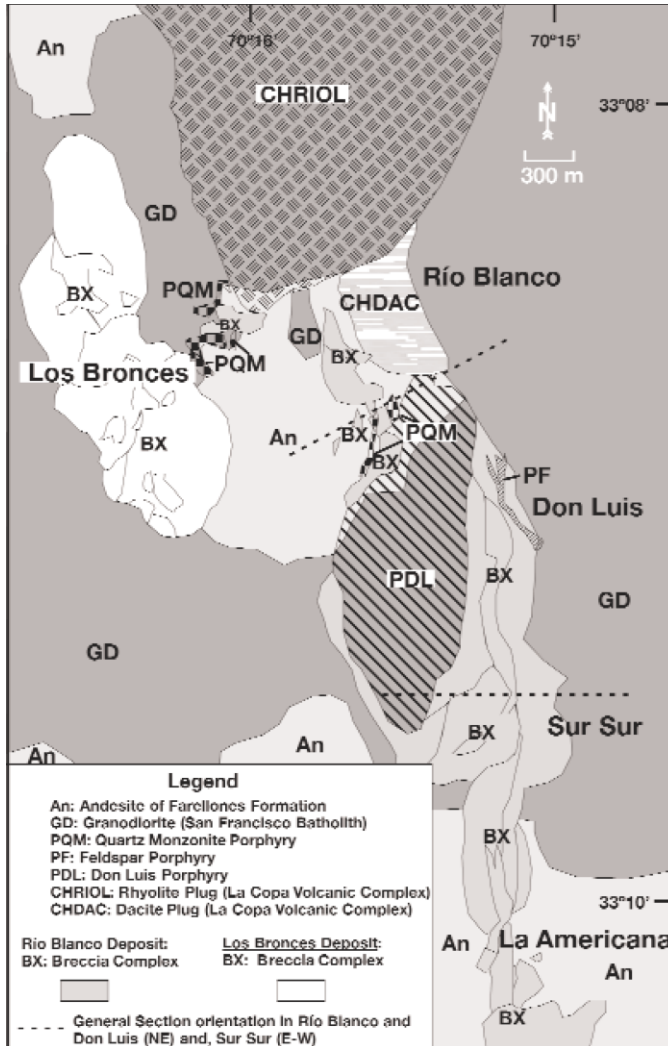 70°16'
70°15'
An
CHRIOL
33°08'
N
300 m
GD
PQM
Río Blanco
CHDAC
BX
BX
GD
PQM
BX
Los Bronces
An
BX
PQM
BX
BX
PF
Don Luis
PDL
BX
GD
GD
An
An
BX
Sur Sur
Legend
An: Andesite of Farellones Formation
GD: Granodiorite (San Francisco Batholith)
PQM: Quartz Monzonite Porphyry
PF: Feldspar Porphyry
PDL: Don Luis Porphyry
CHRIOL: Rhyolite Plug (La Copa Volcanic Complex)
CHDAC: Dacite Plug (La Copa Volcanic Complex)
Río Blanco Deposit:
BX: Breccia Complex
Los Bronces Deposit:
BX: Breccia Complex
General Section orientation in Río Blanco and
Don Luis (NE) and, Sur Sur (E-W)
BX
33°10'
An
La Americana
An
BX